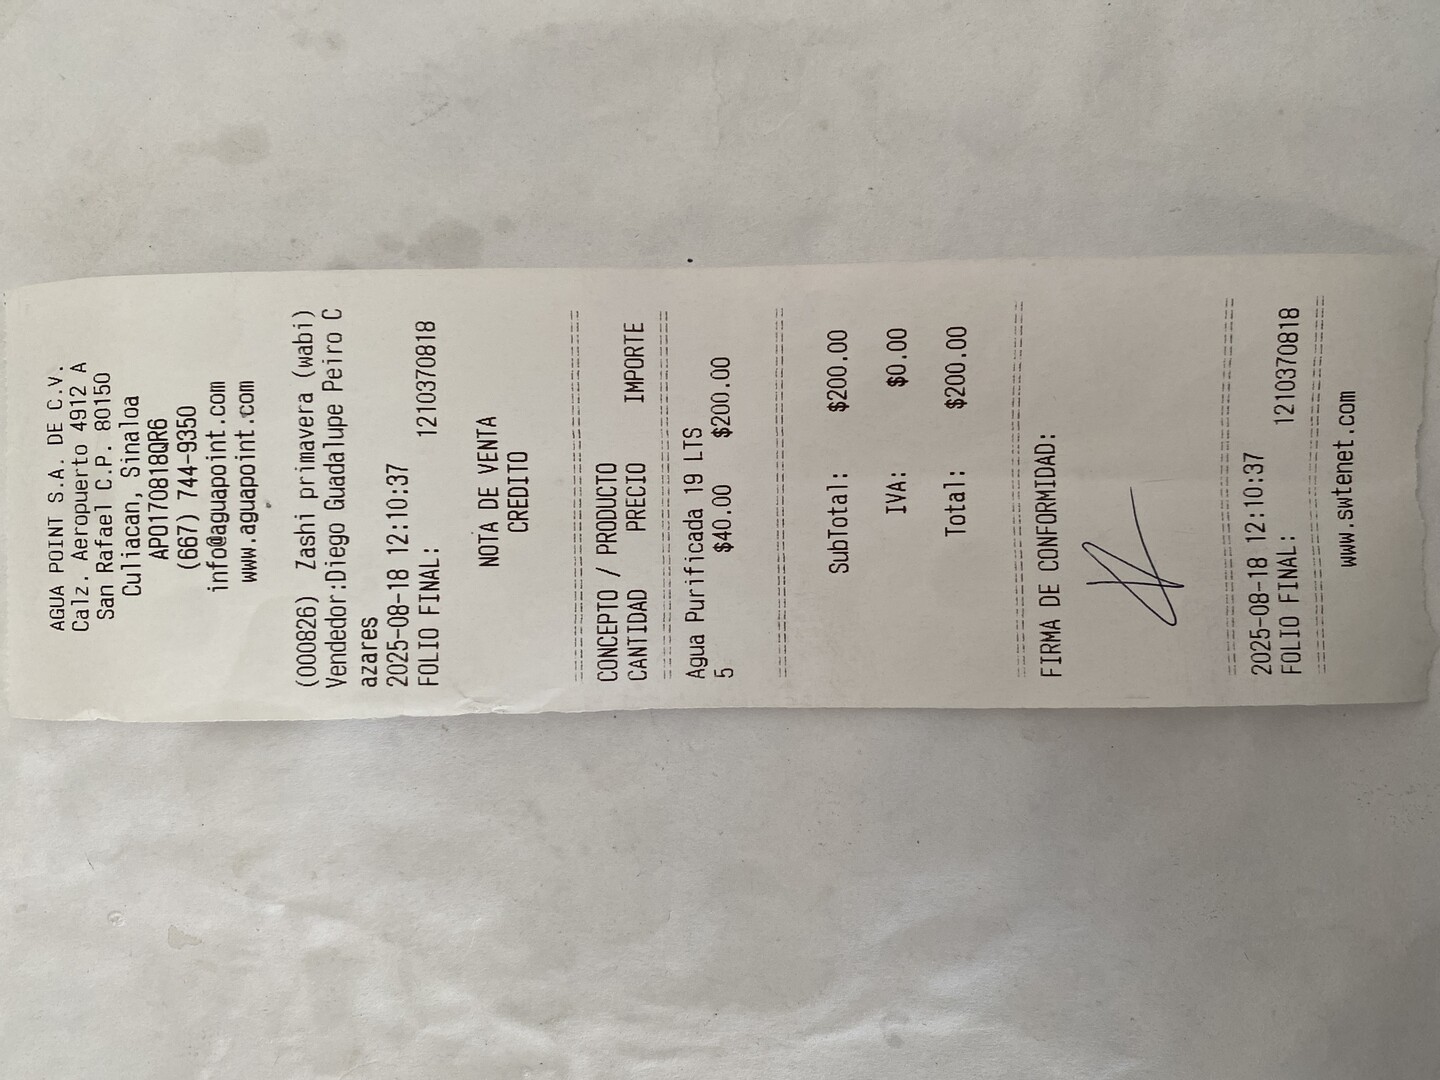 AGUA POINT S.A. DE C.V.
Calz. Aeropuerto 4912 A
San Rafael C.P. 80150
Culiacan, Sinaloa
APO170818QR6
(667) 744-9350
info@aguapoint.com
www.aguapoint.com
(000826) Zashi primavera (wabi)
Vendedor:Diego Guadalupe Peiro C
azares
2025-08-18 12:10:37
FOLIO FINAL: 1210370818
NOTA DE VENTA
CREDITO
CONCEPTO / PRODUCTO
CANTIDAD PRECIO IMPORTE
Agua Purificada 19 LTS
5 $40.00 $200.00
SubTotal: $200.00
IVA: $0.00
Total: $200.00
FIRMA DE CONFORMIDAD:
2025-08-18 12:10:37
FOLIO FINAL: 1210370818
www.swtenet.com